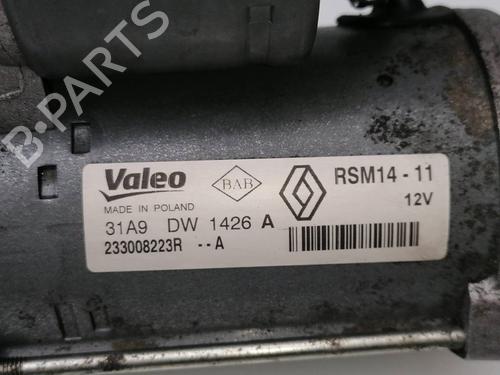 B-PARTS
Valeo
BAB
RSM14 - 11
MADE IN POLAND
12V
31A9 DW 1426 A
233008223R --A